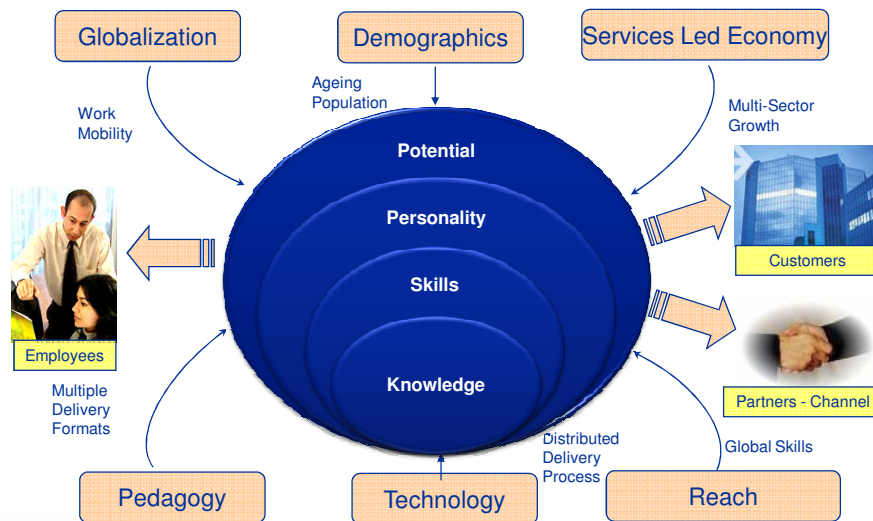 Globalization
Demographics
Services Led Economy
Ageing
Population
Work
Mobility
Multi-Sector
Growth
Potential
Personality
Skills
Knowledge
Customers
Employees
Partners - Channel
Multiple
Delivery
Formats
Distributed
Delivery
Process
Global Skills
Pedagogy
Technology
Reach